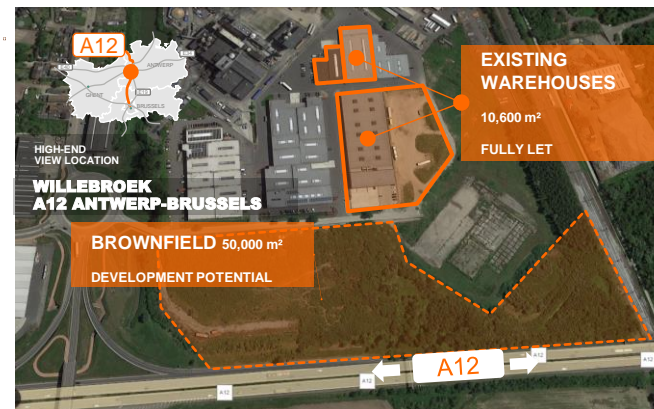 A12
ANTWERP
GHENT
BRUSSELS
HIGH-END
VIEW LOCATION
WILLEBROEK
A12 ANTWERP-BRUSSELS
EXISTING
WAREHOUSES
10,600 m²
FULLY LET
BROWNFIELD 50,000 m²
DEVELOPMENT POTENTIAL
A12
A12
A12
A12
A12